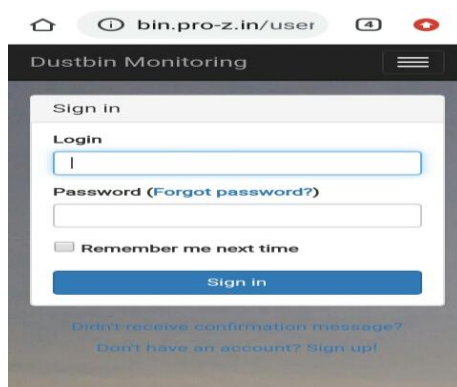 bin.pro-z.in/user
4
Dustbin Monitoring
Sign in
Login
Password (Forgot password?)
Remember me next time
Sign in
Didn't receive confirmation message?
Don't have an account? Sign up!